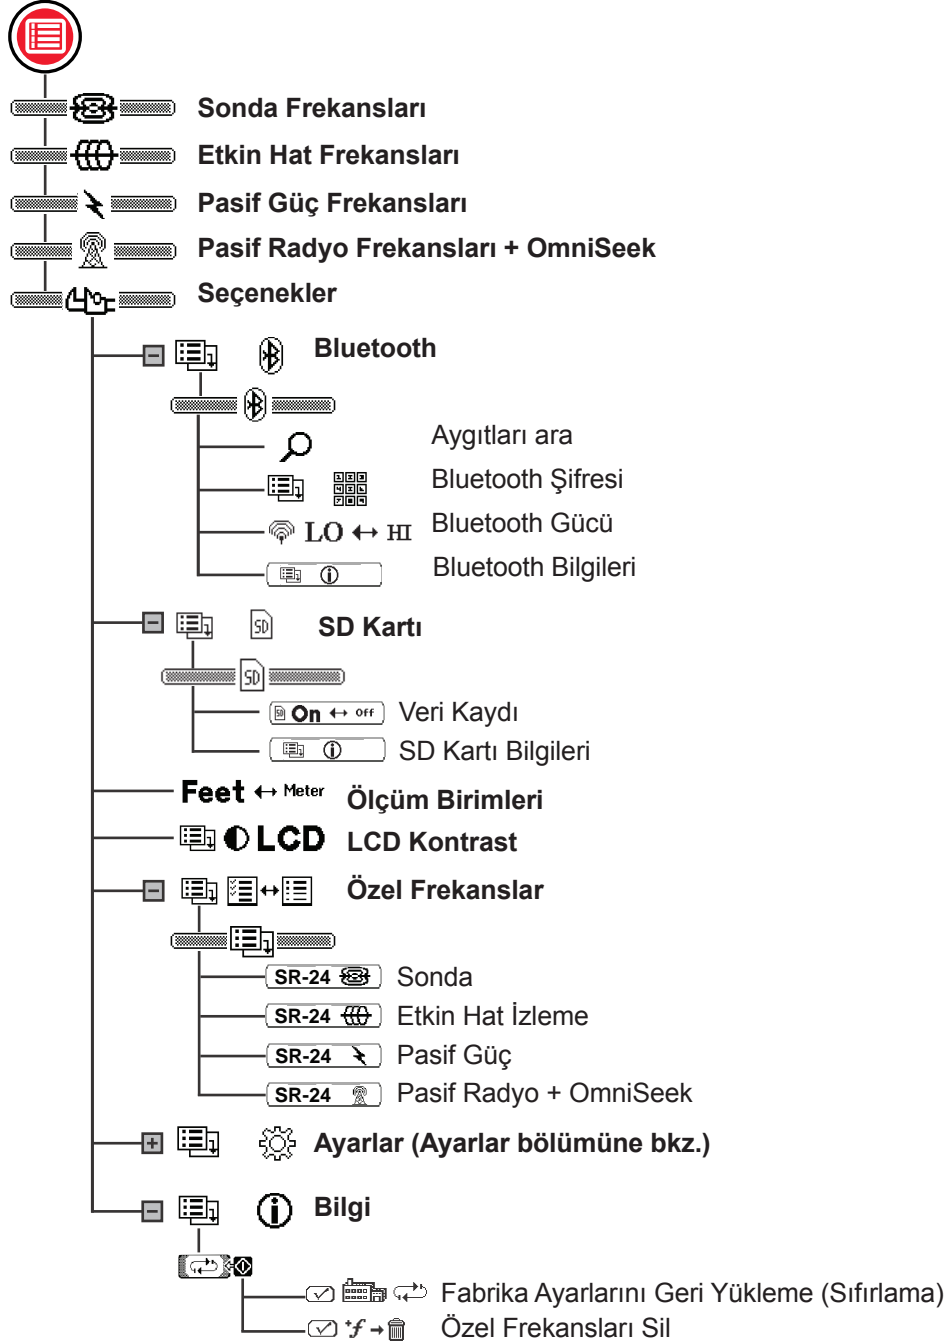 Sonda Frekansları
Etkin Hat Frekansları
Pasif Güç Frekansları
Pasif Radyo Frekansları + OmniSeek
Seçenekler
Bluetooth
Aygıtları ara
Bluetooth Şifresi
LO ↔ HI Bluetooth Gücü
Bluetooth Bilgileri
SD SD Kartı
SD
SD On ↔ Off Veri Kaydı
SD Kartı Bilgileri
Feet ↔ Meter Ölçüm Birimleri
LCD LCD Kontrast
Özel Frekanslar
SR-24 Sonda
SR-24 Etkin Hat İzleme
SR-24 Pasif Güç
SR-24 Pasif Radyo + OmniSeek
Ayarlar (Ayarlar bölümüne bkz.)
Bilgi
Fabrika Ayarlarını Geri Yükleme (Sıfırlama)
+f → Özel Frekansları Sil